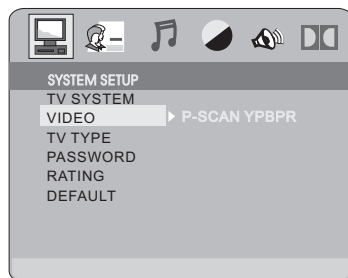 SYSTEM SETUP
TV SYSTEM
VIDEO P-SCAN YPBPR
TV TYPE
PASSWORD
RATING
DEFAULT